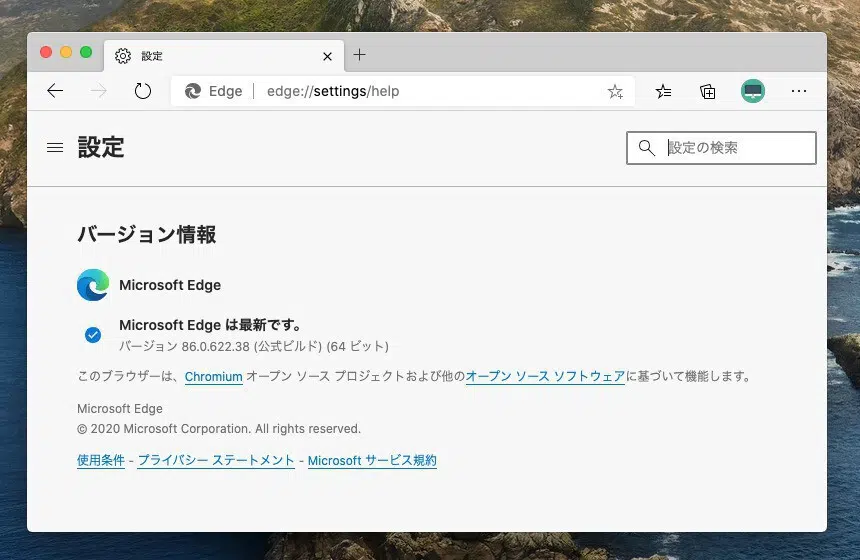 設定
Edge edge://settings/help
設定
設定の検索
バージョン情報
Microsoft Edge
Microsoft Edge は最新です。
バージョン 86.0.622.38 (公式ビルド) (64 ビット)
このブラウザーは、Chromium オープン ソース プロジェクトおよび他のオープン ソース ソフトウェアに基づいて機能します。
Microsoft Edge
© 2020 Microsoft Corporation. All rights reserved.
使用条件 - プライバシー ステートメント - Microsoft サービス規約